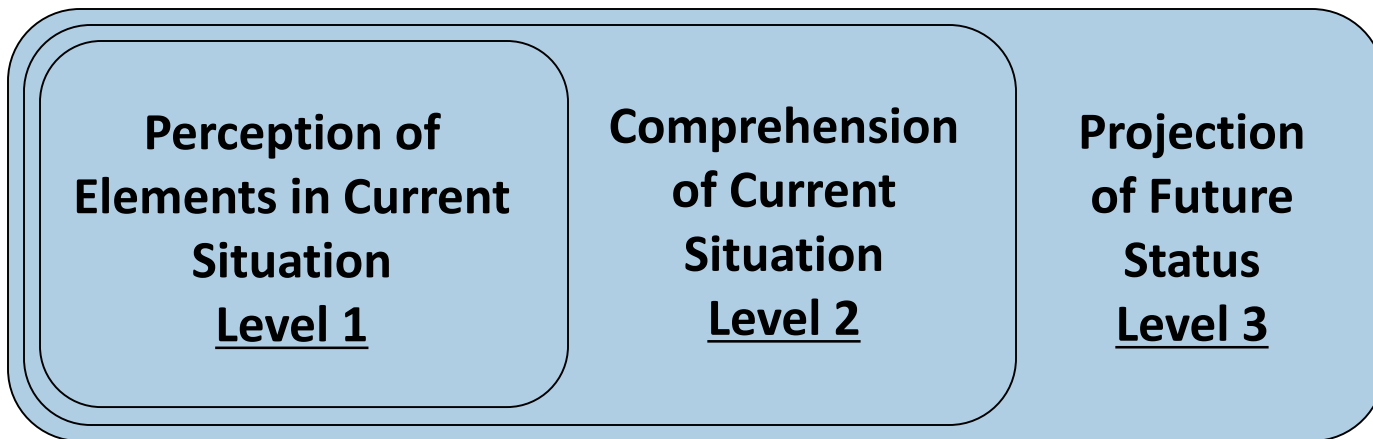 Perception of
Elements in Current
Situation
Level 1
Comprehension
of Current
Situation
Level 2
Projection
of Future
Status
Level 3